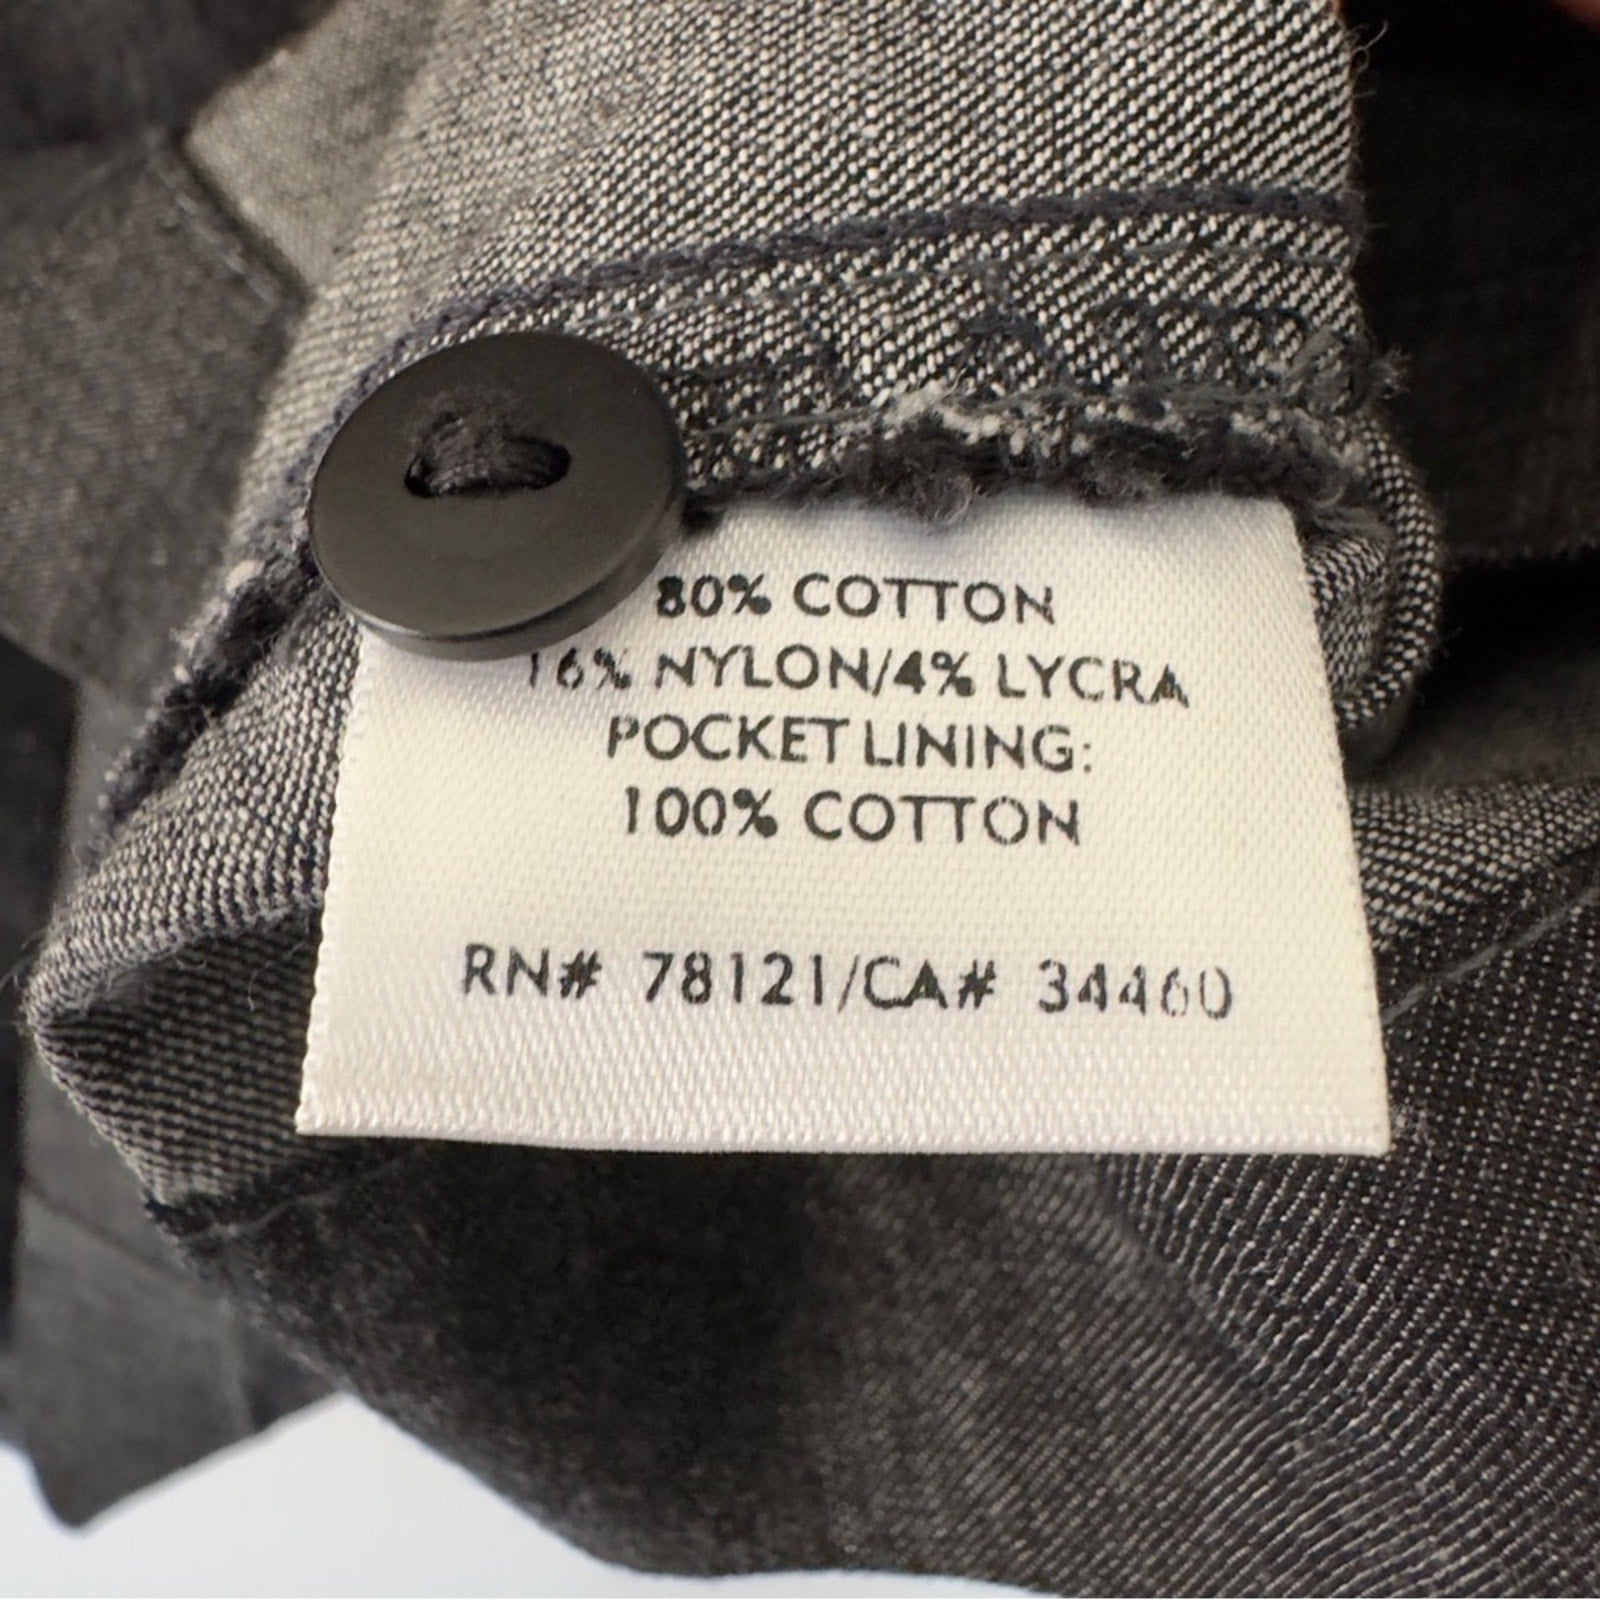 80% COTTON
16% NYLON/4% LYCRA
POCKET LINING:
100% COTTON
RN# 78121/CA# 34460